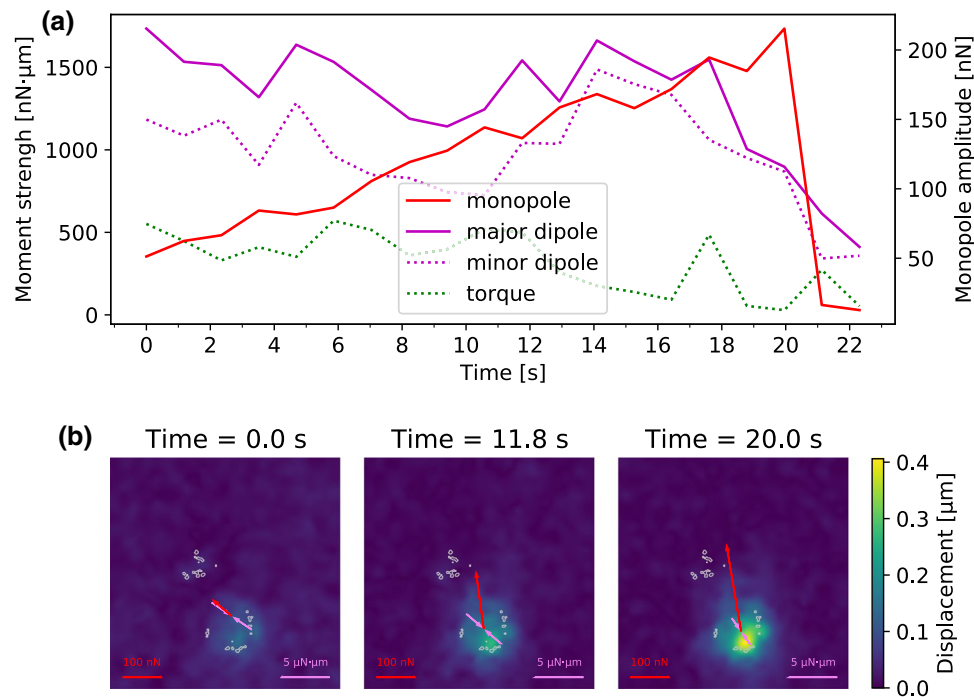 (a)
Moment strengh [nN·μm]
Monopole amplitude [nN]
1500
1000
500
0
200
150
100
50
monopole
major dipole
minor dipole
torque
0 2 4 6 8 10 12 14 16 18 20 22
Time [s]
(b)
Time = 0.0 s
Time = 11.8 s
Time = 20.0 s
100 nN
5 μN·μm
100 nN
5 μN·μm
100 nN
5 μN·μm
0.4
0.3
0.2
0.1
0.0
Displacement [μm]